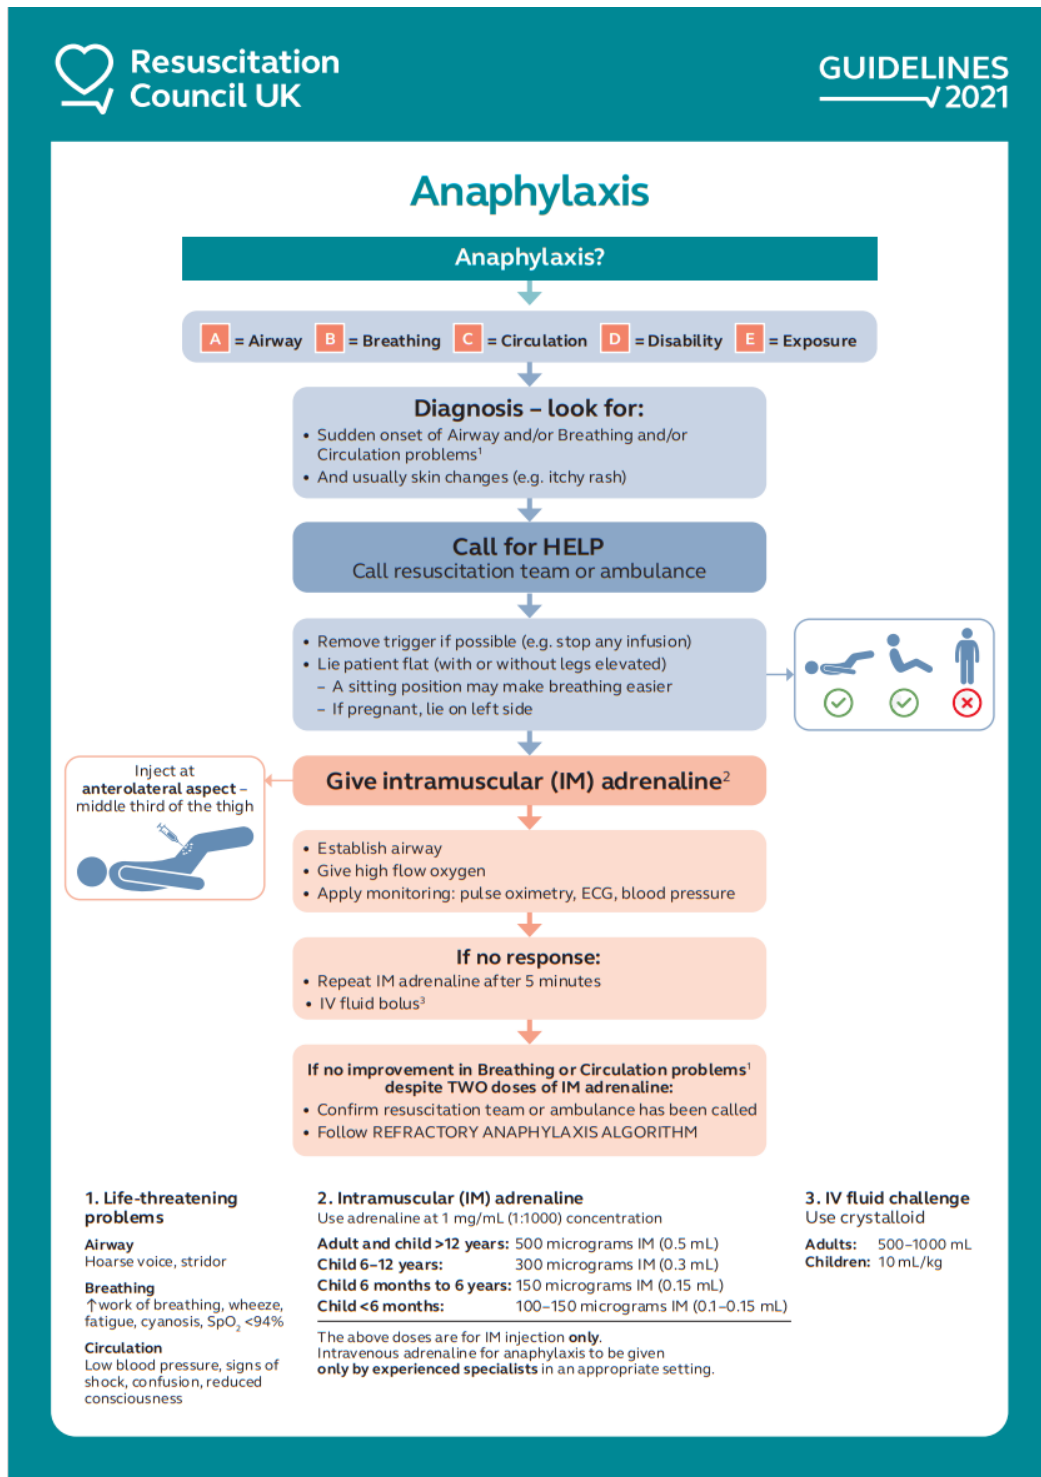 Resuscitation
Council UK
GUIDELINES
2021
Anaphylaxis
Anaphylaxis?
A = Airway B = Breathing C = Circulation D = Disability E = Exposure
Diagnosis – look for:
• Sudden onset of Airway and/or Breathing and/or
Circulation problems¹
• And usually skin changes (e.g. itchy rash)
Call for HELP
Call resuscitation team or ambulance
• Remove trigger if possible (e.g. stop any infusion)
• Lie patient flat (with or without legs elevated)
– A sitting position may make breathing easier
– If pregnant, lie on left side
Inject at
anterolateral aspect –
middle third of the thigh
Give intramuscular (IM) adrenaline²
• Establish airway
• Give high flow oxygen
• Apply monitoring: pulse oximetry, ECG, blood pressure
If no response:
• Repeat IM adrenaline after 5 minutes
• IV fluid bolus³
If no improvement in Breathing or Circulation problems¹
despite TWO doses of IM adrenaline:
• Confirm resuscitation team or ambulance has been called
• Follow REFRACTORY ANAPHYLAXIS ALGORITHM
1. Life-threatening
problems
Airway
Hoarse voice, stridor
Breathing
↑work of breathing, wheeze,
fatigue, cyanosis, SpO₂ <94%
Circulation
Low blood pressure, signs of
shock, confusion, reduced
consciousness
2. Intramuscular (IM) adrenaline
Use adrenaline at 1 mg/mL (1:1000) concentration
Adult and child >12 years: 500 micrograms IM (0.5 mL)
Child 6–12 years: 300 micrograms IM (0.3 mL)
Child 6 months to 6 years: 150 micrograms IM (0.15 mL)
Child <6 months: 100–150 micrograms IM (0.1–0.15 mL)
The above doses are for IM injection only.
Intravenous adrenaline for anaphylaxis to be given
only by experienced specialists in an appropriate setting.
3. IV fluid challenge
Use crystalloid
Adults: 500–1000 mL
Children: 10 mL/kg